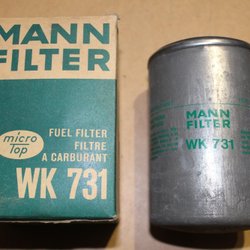 MANN
FILTER
micro
Top
FUEL FILTER
FILTRE
A CARBURANT
WK 731
MANN
FILTER
WK 731